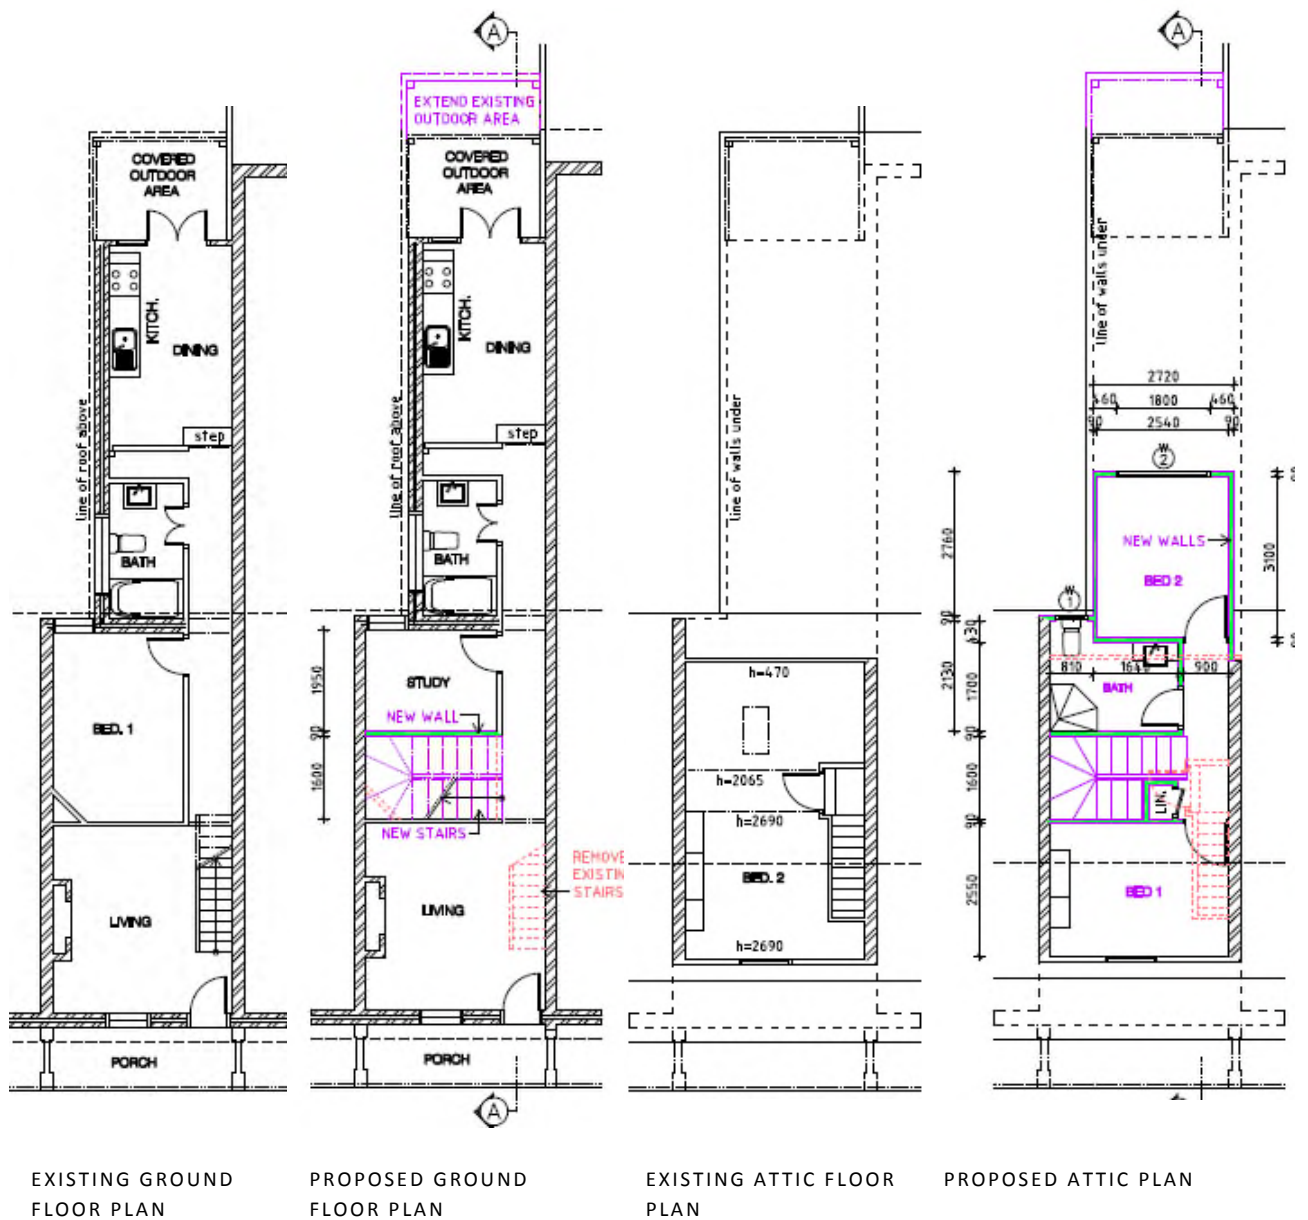 A
EXTEND EXISTING
OUTDOOR AREA
COVERED
OUTDOOR
AREA
KITCH.
DINING
line of roof above
step
BATH
BED. 1
LIVING
PORCH
COVERED
OUTDOOR
AREA
KITCH.
DINING
line of roof above
step
BATH
1950
STUDY
NEW WALL
90
1600
NEW STAIRS
REMOVE
EXISTIN
STAIRS
LIVING
PORCH
A
line of walls under
h=470
h=2065
h=2690
BED. 2
h=2690
A
line of walls under
2720
460 1800 460
90 2540 90
W
2
2760
NEW WALLS
BED 2
3100
W
1
90
630
2130
810 1640 900
1700
BATH
90
1600
LIN.
90
2550
BED 1
EXISTING GROUND
FLOOR PLAN
PROPOSED GROUND
FLOOR PLAN
EXISTING ATTIC FLOOR
PLAN
PROPOSED ATTIC PLAN